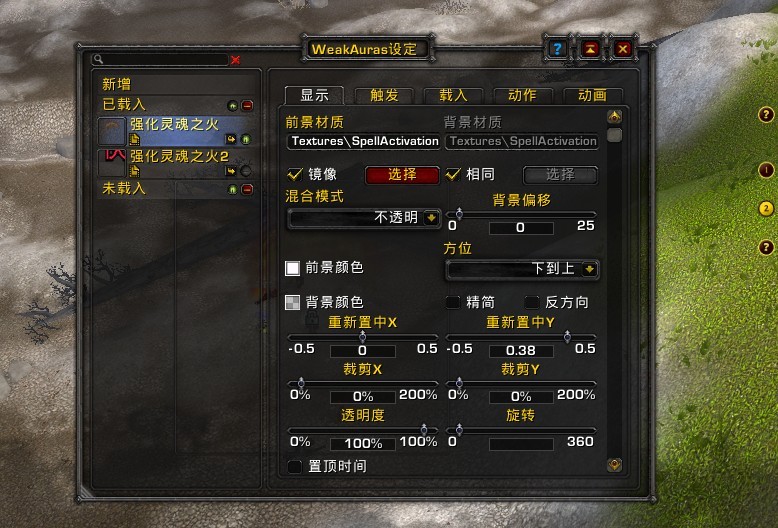 WeakAuras设定
?
新增
已载入
强化灵魂之火
强化灵魂之火2
未载入
显示 触发 载入 动作 动画
前景材质 背景材质
Textures\SpellActivation Textures\SpellActivation
镜像 选择 相同 选择
混合模式 背景偏移
不透明
0 0 25
方位
前景颜色 下到上
背景颜色 精简 反方向
重新置中X 重新置中Y
-0.5 0 0.5 -0.5 0.38 0.5
裁剪X 裁剪Y
0% 0% 200% 0% 0% 200%
透明度 旋转
0% 100% 100% 0 360
置顶时间
?
1
2
?